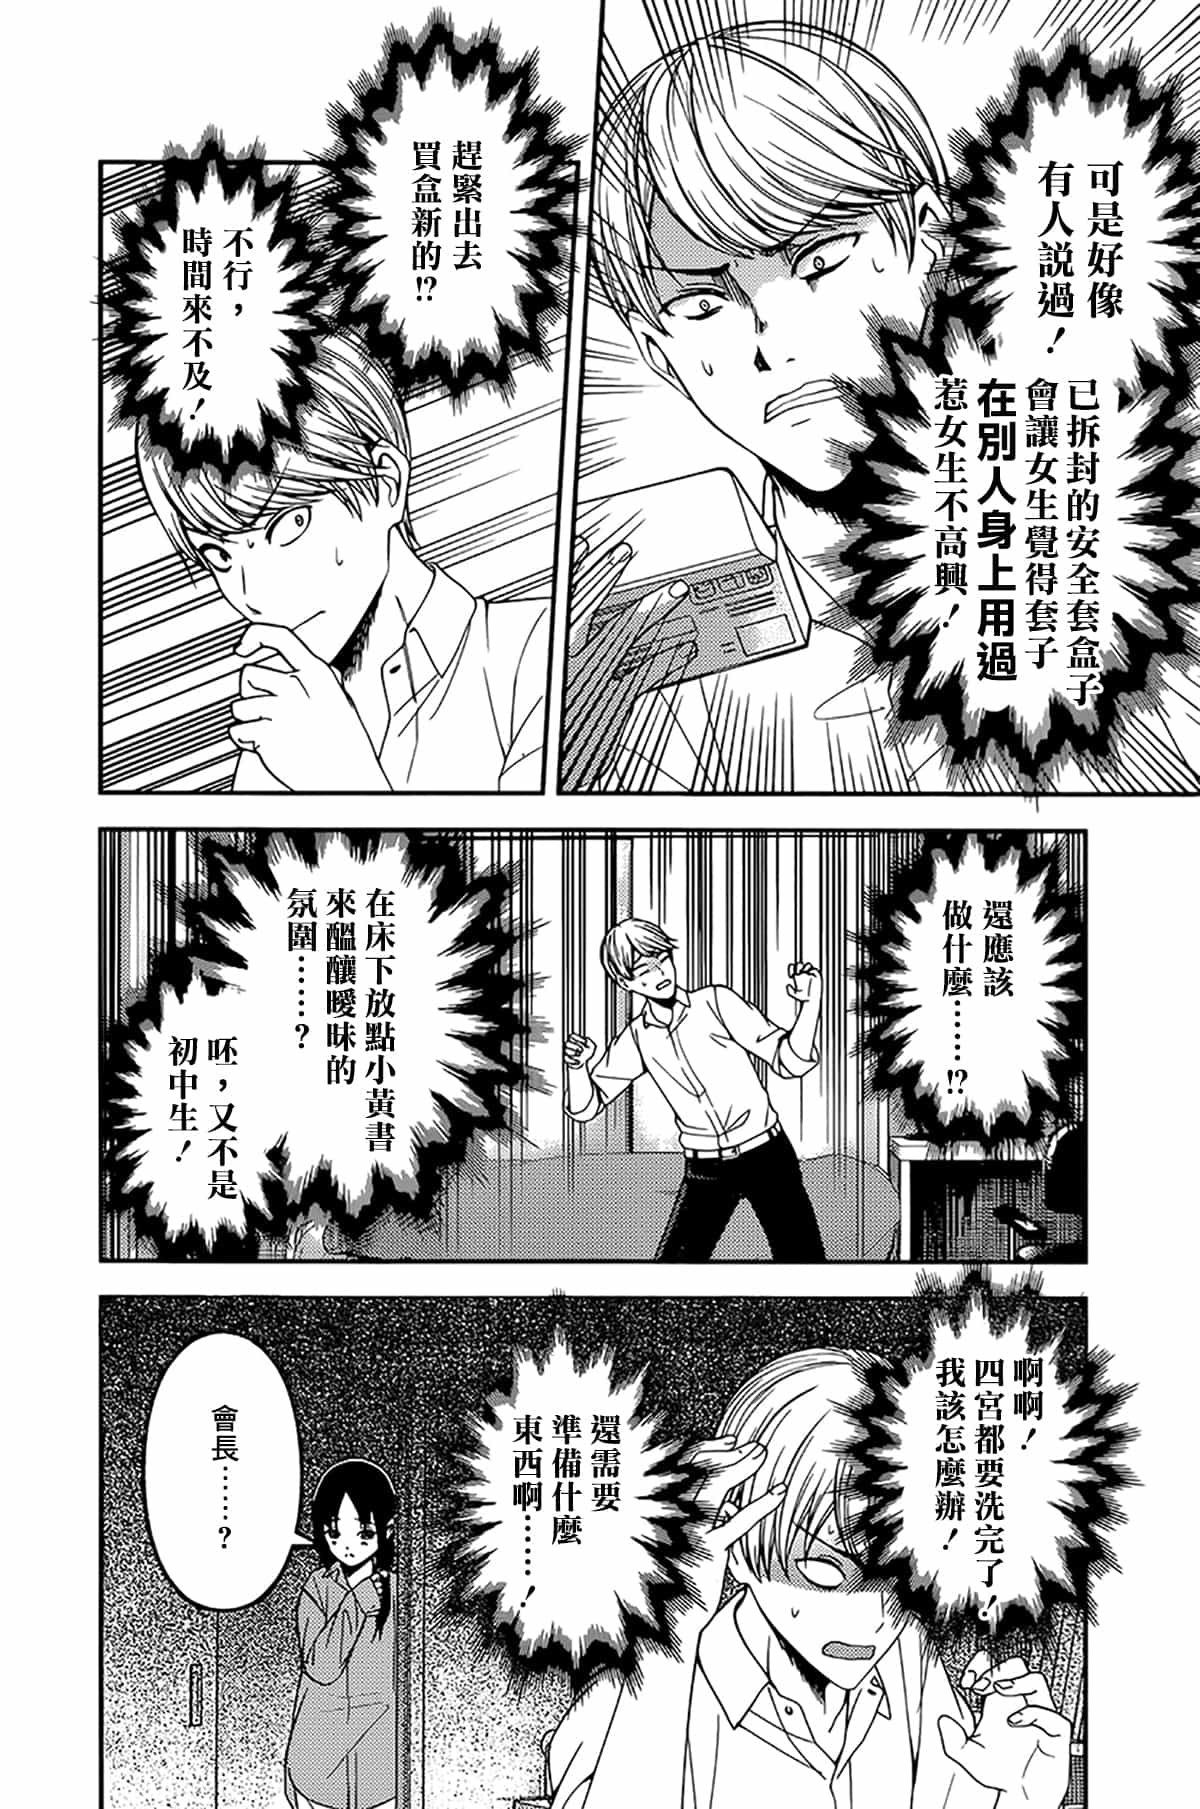 可是好像
有人説過！
已拆封的安全套盒子
會讓女生覺得套子
在別人身上用過
惹女生不高興！
趕緊出去
買盒新的!?
不行，
時間來不及！
還應該
做什麼……!?
在床下放點小黃書
來醞釀曖昧的
氛圍……？
呸，又不是
初中生！
啊啊！
四宮都要洗完了！
我該怎麼辦！
還需要
準備什麼
東西啊……！
會長……？